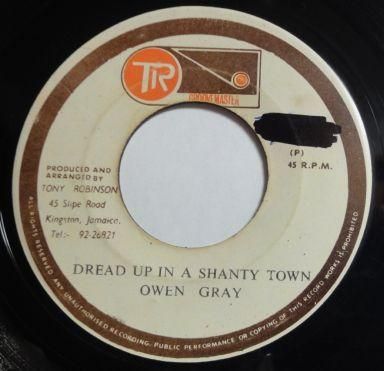 TR
GROOVEMASTER
(P)
45 R.P.M.
PRODUCED AND
ARRANGED BY
TONY ROBINSON
45 Slipe Road
Kingston, Jamaica.
Tel:- 92-26821
DREAD UP IN A SHANTY TOWN
OWEN GRAY
ALL RIGHTS RESERVED. ANY UNAUTHORISED RECORDING, PUBLIC PERFORMANCE OR COPYING OF THIS RECORD WORKS IS PROHIBITED.